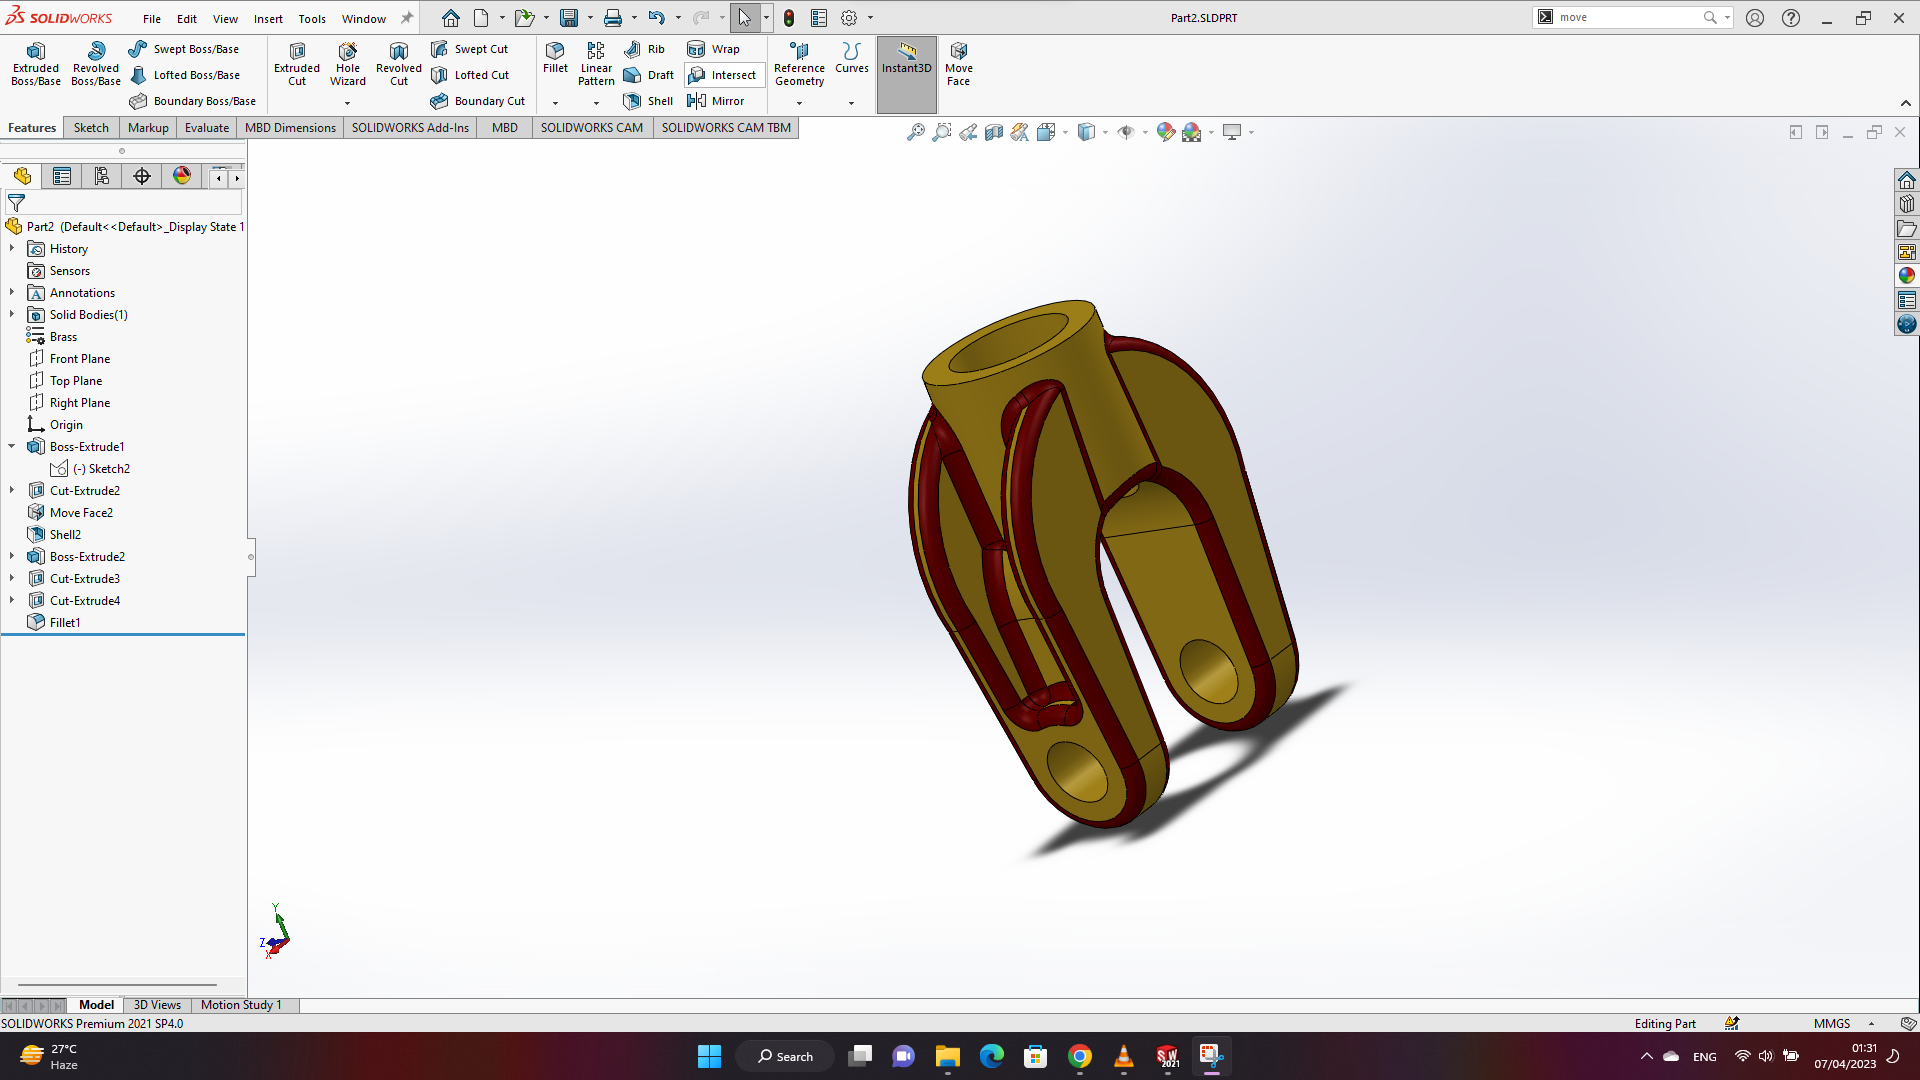 SOLIDWORKS File Edit View Insert Tools Window Part2.SLDPRT move
Extruded Boss/Base
Revolved Boss/Base
Swept Boss/Base
Lofted Boss/Base
Boundary Boss/Base
Extruded Cut
Hole Wizard
Revolved Cut
Swept Cut
Lofted Cut
Boundary Cut
Fillet
Linear Pattern
Rib
Draft
Shell
Wrap
Intersect
Mirror
Reference Geometry
Curves
Instant3D
Move Face
Features Sketch Markup Evaluate MBD Dimensions SOLIDWORKS Add-Ins MBD SOLIDWORKS CAM SOLIDWORKS CAM TBM
Part2 (Default<<Default>_Display State 1
History
Sensors
Annotations
Solid Bodies(1)
Brass
Front Plane
Top Plane
Right Plane
Origin
Boss-Extrude1
(-) Sketch2
Cut-Extrude2
Move Face2
Shell2
Boss-Extrude2
Cut-Extrude3
Cut-Extrude4
Fillet1
Y
Z
X
Model 3D Views Motion Study 1
SOLIDWORKS Premium 2021 SP4.0 Editing Part MMGS
27°C
Haze
Search
SW
2021
ENG
01:31
07/04/2023